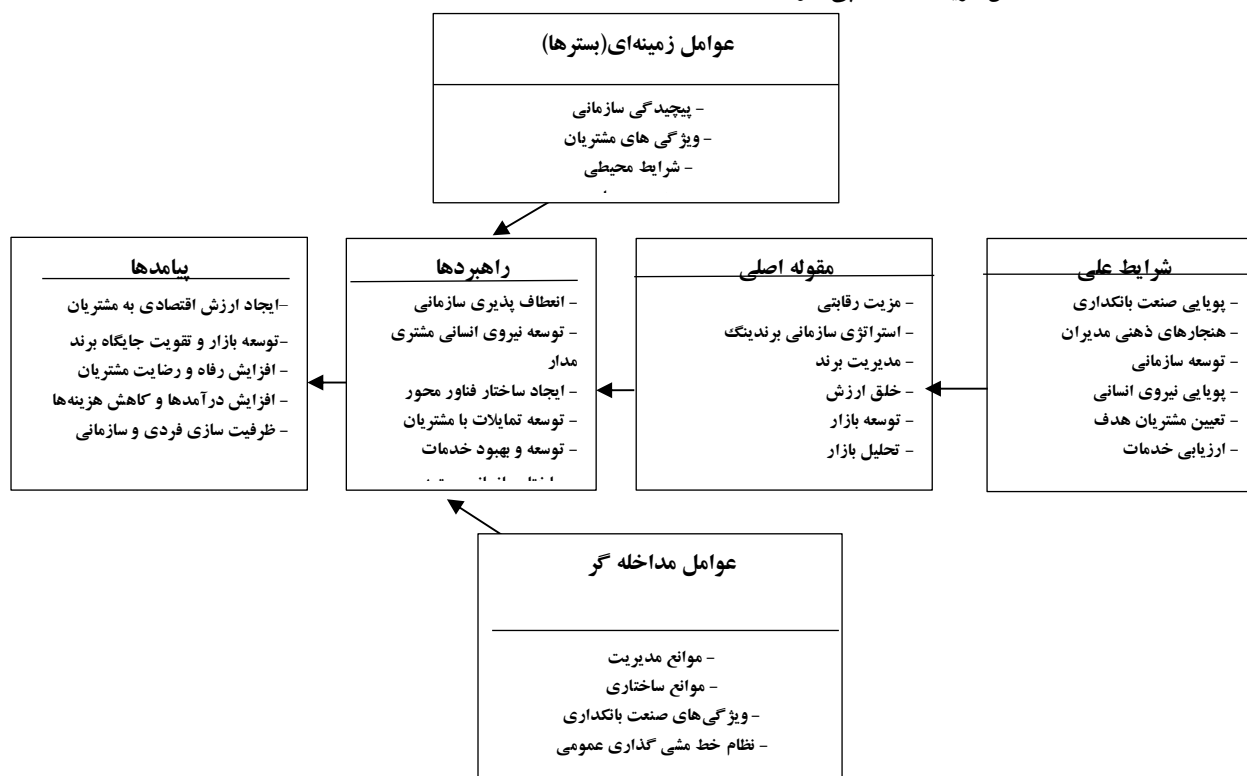 عوامل زمینه‌ای(بسترها)
- پیچیدگی سازمانی
- ویژگی های مشتریان
- شرایط محیطی
شرایط علی
- پویایی صنعت بانکداری
- هنجارهای ذهنی مدیران
- توسعه سازمانی
- پویایی نیروی انسانی
- تعیین مشتریان هدف
- ارزیابی خدمات
مقوله اصلی
- مزیت رقابتی
- استراتژی سازمانی برندینگ
- مدیریت برند
- خلق ارزش
- توسعه بازار
- تحلیل بازار
راهبردها
- انعطاف پذیری سازمانی
- توسعه نیروی انسانی مشتری
مدار
- ایجاد ساختار فناور محور
- توسعه تمایلات با مشتریان
- توسعه و بهبود خدمات
پیامدها
-ایجاد ارزش اقتصادی به مشتریان
-توسعه بازار و تقویت جایگاه برند
- افزایش رفاه و رضایت مشتریان
- افزایش درآمدها و کاهش هزینه‌ها
- ظرفیت سازی فردی و سازمانی
عوامل مداخله گر
- موانع مدیریت
- موانع ساختاری
- ویژگی‌های صنعت بانکداری
- نظام خط مشی گذاری عمومی